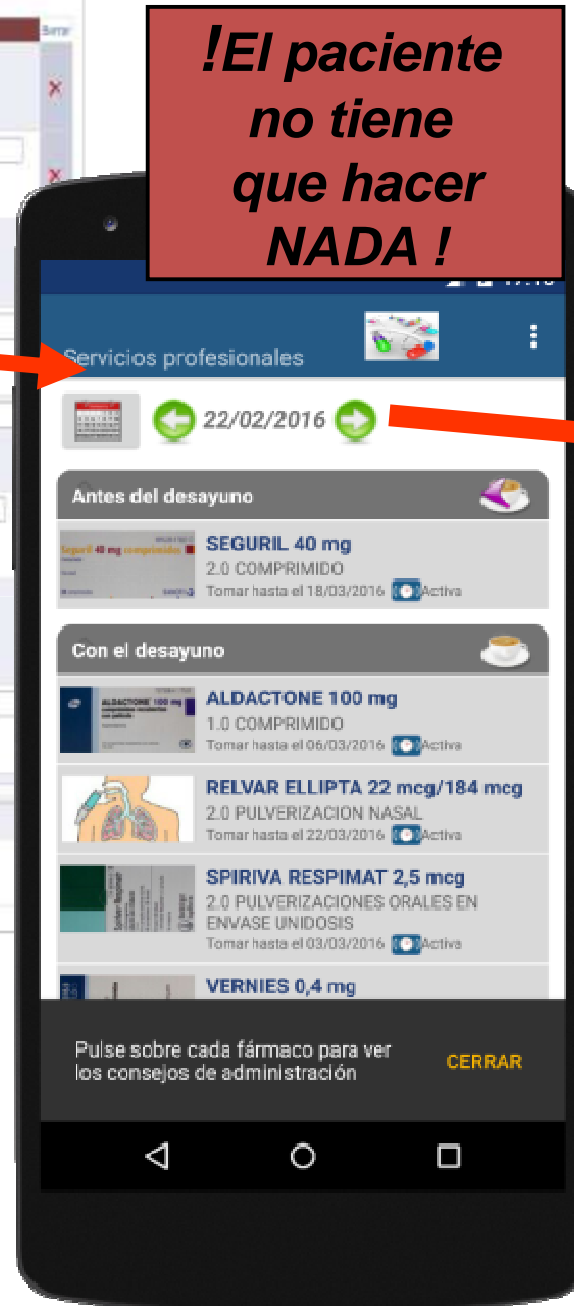 Borrar
!El paciente
no tiene
que hacer
NADA !
Servicios profesionales
22/02/2016
Antes del desayuno
SEGURIL 40 mg
2.0 COMPRIMIDO
Tomar hasta el 18/03/2016 Activa
Con el desayuno
ALDACTONE 100 mg
1.0 COMPRIMIDO
Tomar hasta el 06/03/2016 Activa
RELVAR ELLIPTA 22 mcg/184 mcg
2.0 PULVERIZACION NASAL
Tomar hasta el 22/03/2016 Activa
SPIRIVA RESPIMAT 2,5 mcg
2.0 PULVERIZACIONES ORALES EN
ENVASE UNIDOSIS
Tomar hasta el 03/03/2016 Activa
VERNIES 0,4 mg
Pulse sobre cada fármaco para ver
los consejos de administración
CERRAR